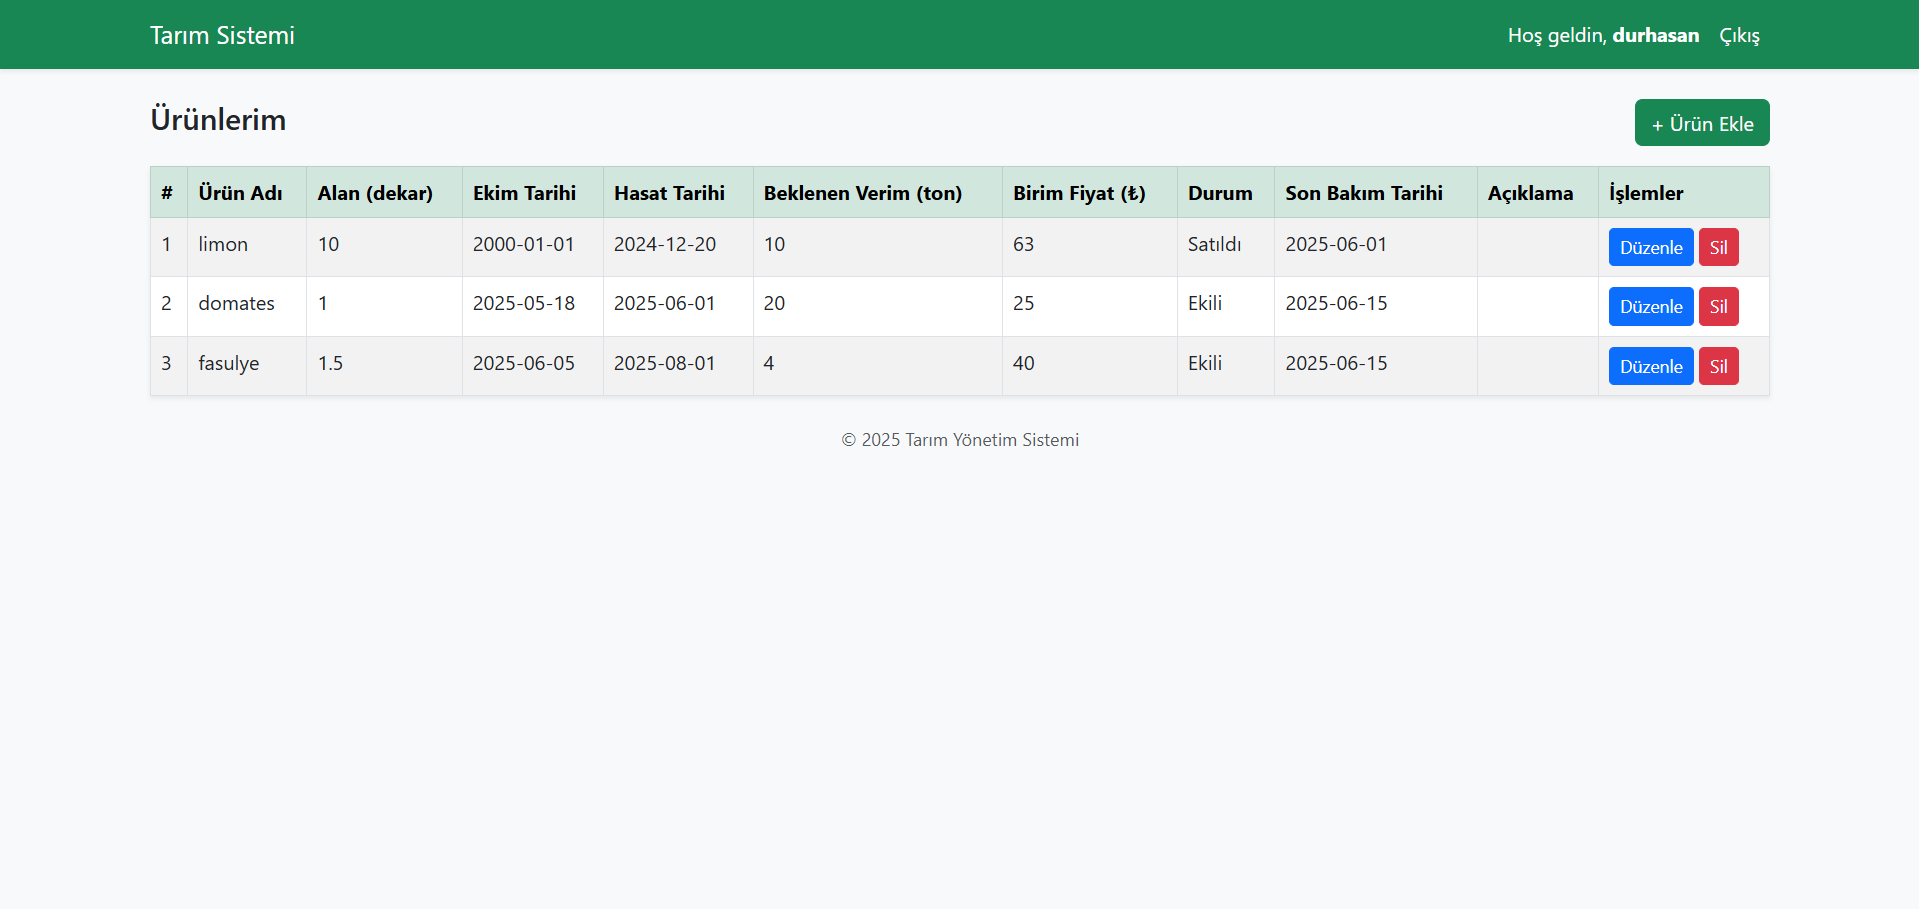 Tarım Sistemi Hoş geldin, durhasan Çıkış
Ürünlerim + Ürün Ekle
# Ürün Adı Alan (dekar) Ekim Tarihi Hasat Tarihi Beklenen Verim (ton) Birim Fiyat (₺) Durum Son Bakım Tarihi Açıklama İşlemler
1 limon 10 2000-01-01 2024-12-20 10 63 Satıldı 2025-06-01 Düzenle Sil
2 domates 1 2025-05-18 2025-06-01 20 25 Ekili 2025-06-15 Düzenle Sil
3 fasulye 1.5 2025-06-05 2025-08-01 4 40 Ekili 2025-06-15 Düzenle Sil
© 2025 Tarım Yönetim Sistemi